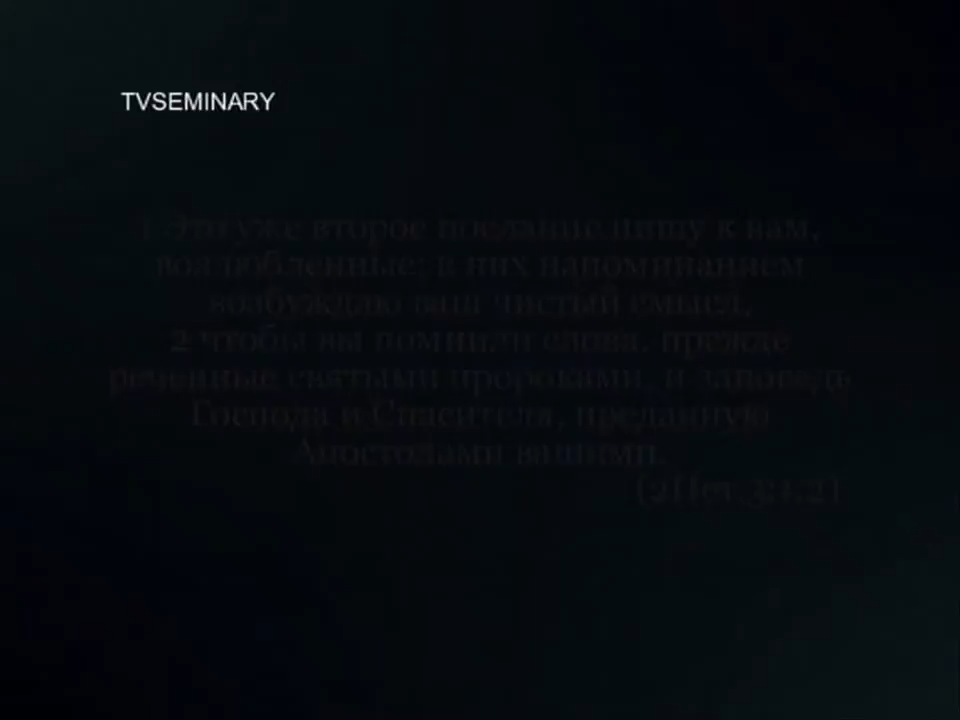 TVSEMINARY
1 Это уже второе послание пишу к вам,
возлюбленные; в них напоминанием
возбуждаю ваш чистый смысл,
2 чтобы вы помнили слова, прежде
реченные святыми пророками, и заповедь
Господа и Спасителя, преданную
Апостолами вашими.
(2Пет 3:1,2)